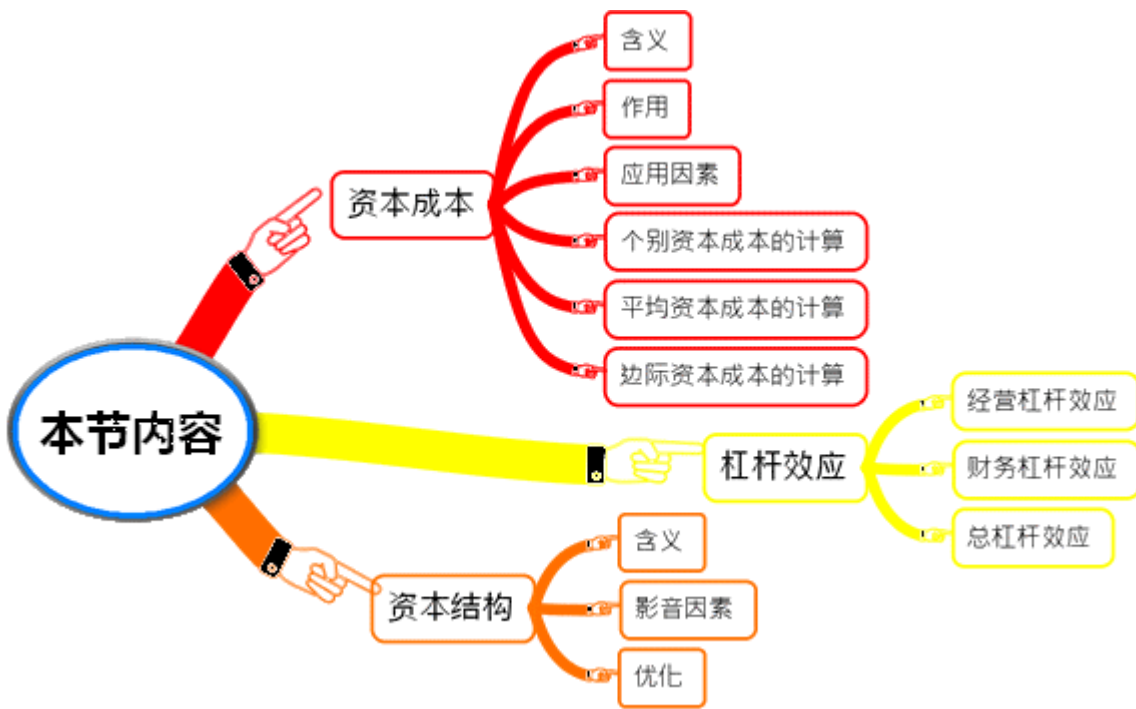 本节内容
资本成本
含义
作用
应用因素
个别资本成本的计算
平均资本成本的计算
边际资本成本的计算
杠杆效应
经营杠杆效应
财务杠杆效应
总杠杆效应
资本结构
含义
影音因素
优化